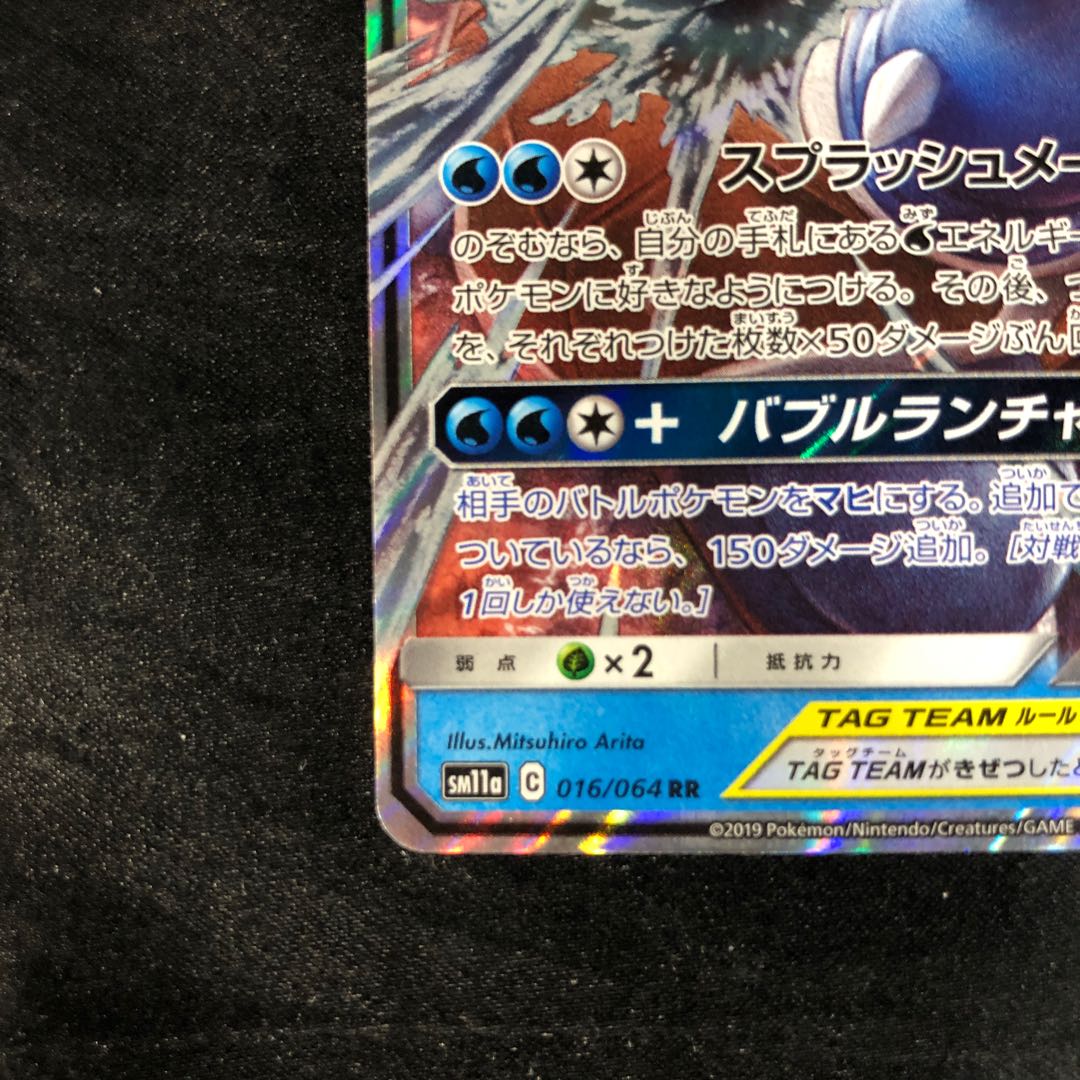 スプラッシュメー
のぞむなら、自分の手札にあるエネルギー
ポケモンに好きなようにつける。その後、
を、それぞれつけた枚数×50ダメージぶん
+ バブルランチャ
相手のバトルポケモンをマヒにする。追加で
ついているなら、150ダメージ追加。[対戦
1回しか使えない。]
弱点 ×2 抵抗力
TAG TEAM ルール
Illus.Mitsuhiro Arita
タッグチーム
TAG TEAMがきぜつしたと
SM11a C 016/064 RR
©2019 Pokémon/Nintendo/Creatures/GAME